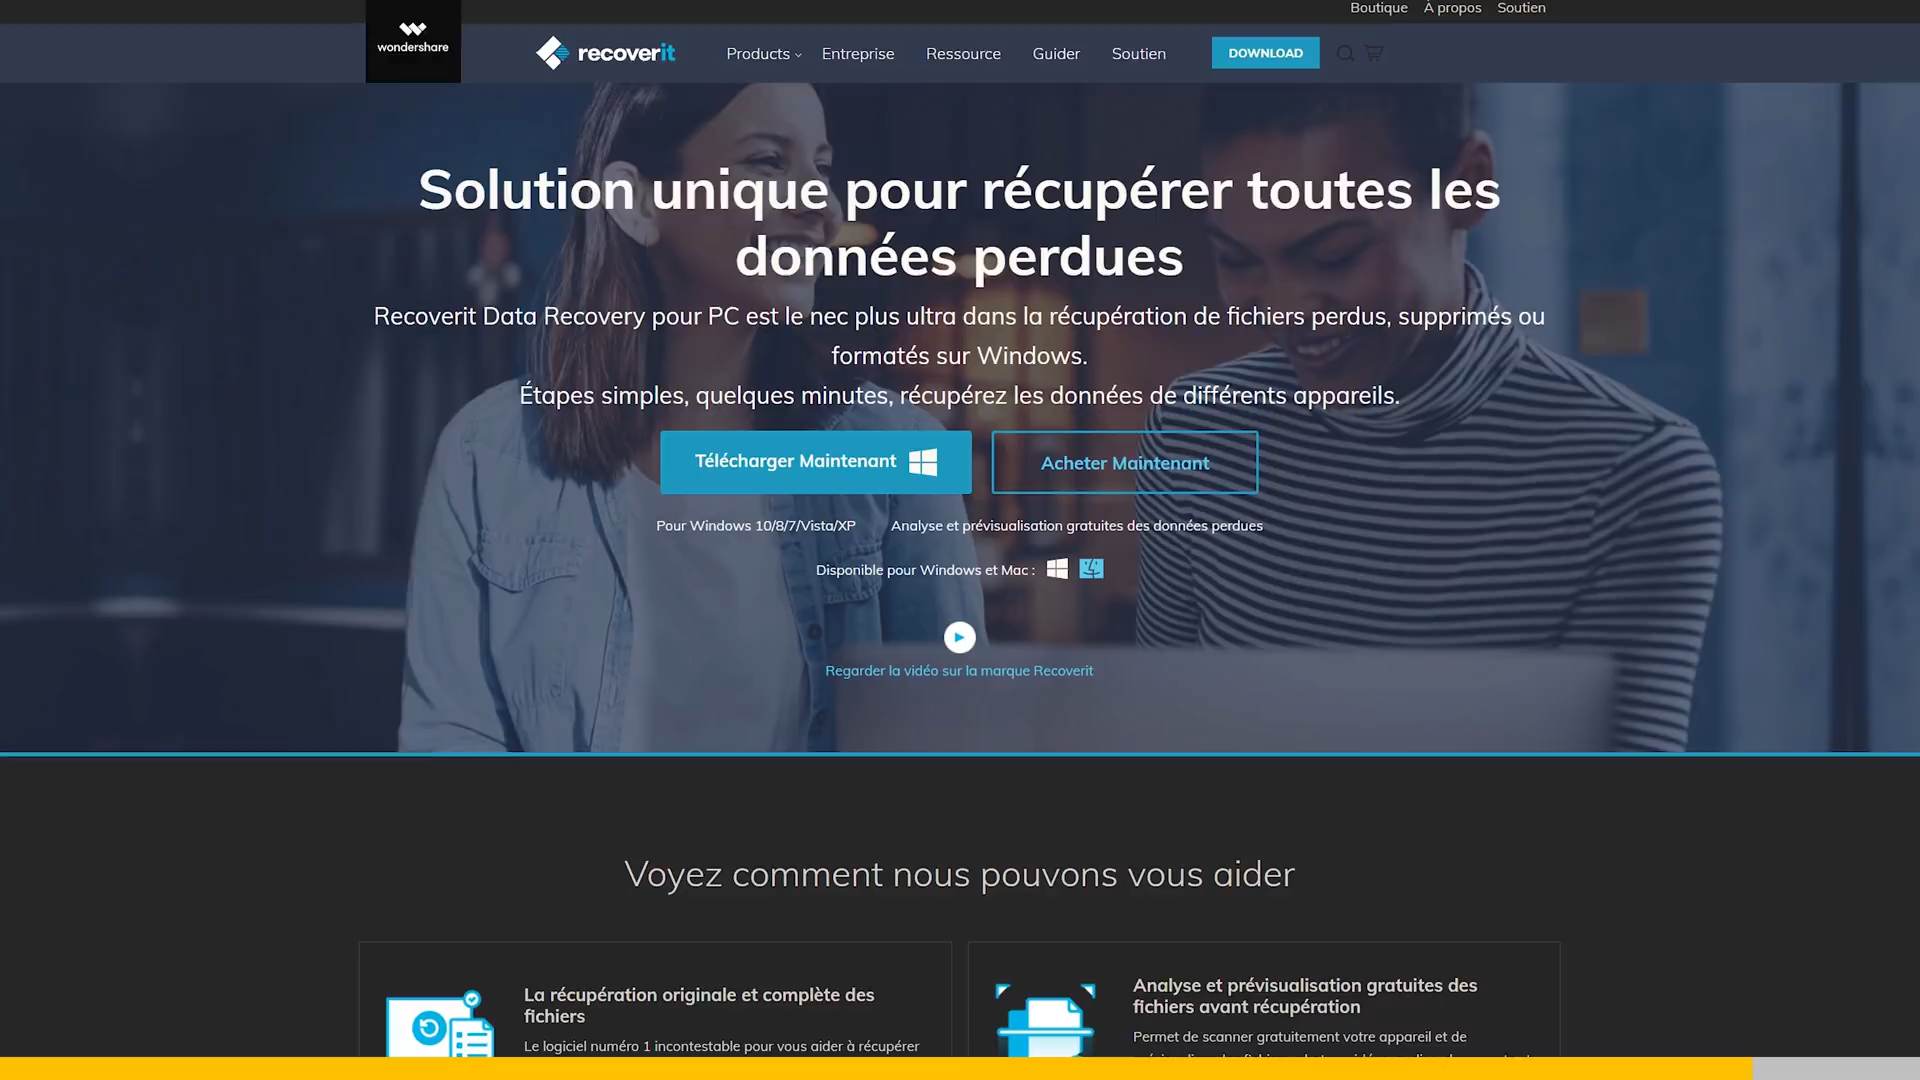 Boutique À propos Soutien
wondershare
recoverit
Products Entreprise Ressource Guider Soutien DOWNLOAD
Solution unique pour récupérer toutes les
données perdues
Recoverit Data Recovery pour PC est le nec plus ultra dans la récupération de fichiers perdus, supprimés ou
formatés sur Windows.
Étapes simples, quelques minutes, récupérez les données de différents appareils.
Télécharger Maintenant
Acheter Maintenant
Pour Windows 10/8/7/Vista/XP
Analyse et prévisualisation gratuites des données perdues
Disponible pour Windows et Mac :
Regarder la vidéo sur la marque Recoverit
Voyez comment nous pouvons vous aider
La récupération originale et complète des
fichiers
Le logiciel numéro 1 incontestable pour vous aider à récupérer
Analyse et prévisualisation gratuites des
fichiers avant récupération
Permet de scanner gratuitement votre appareil et de